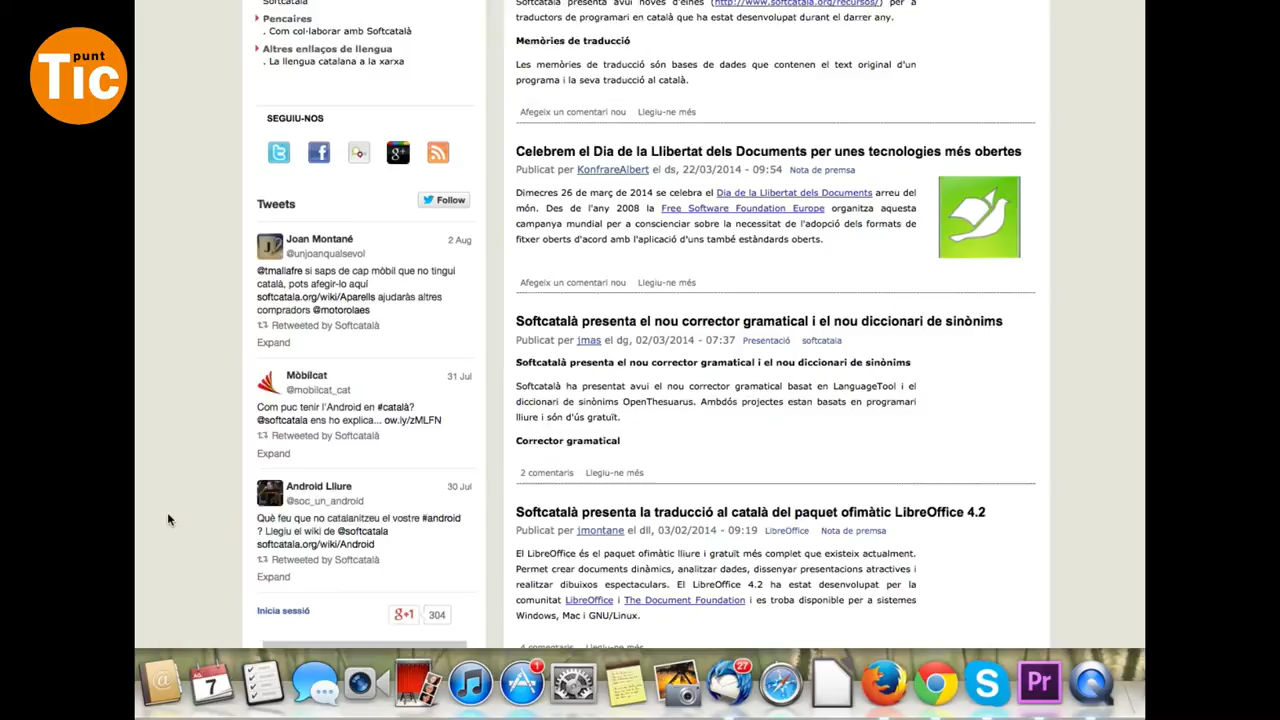 punt
Tic
Softcatalà
Pencaires
. Com col·laborar amb Softcatalà
Altres enllaços de llengua
. La llengua catalana a la xarxa
SEGUIU-NOS
g+
Tweets
Follow
Joan Montané
2 Aug
@unjoanqualsevol
@tmallafre si saps de cap mòbil que no tingui
català, pots afegir-lo aquí
softcatala.org/wiki/Aparells ajudaràs altres
compradors @motorolaes
Retweeted by Softcatalà
Expand
Mòbilcat
31 Jul
@mobilcat_cat
Com puc tenir l'Android en #català?
@softcatala ens ho explica... ow.ly/zMLFN
Retweeted by Softcatalà
Expand
Android Lliure
30 Jul
@soc_un_android
Què feu que no catalanitzeu el vostre #android
? Llegiu el wiki de @softcatala
softcatala.org/wiki/Android
Retweeted by Softcatalà
Expand
Inicia sessió
g+1
304
Softcatalà presenta avui noves d'eines (http://www.softcatala.org/recursos/) per a
traductors de programari en català que ha estat desenvolupat durant el darrer any.
Memòries de traducció
Les memòries de traducció són bases de dades que contenen el text original d'un
programa i la seva traducció al català.
Afegeix un comentari nou Llegiu-ne més
Celebrem el Dia de la Llibertat dels Documents per unes tecnologies més obertes
Publicat per KonfrareAlbert el ds, 22/03/2014 - 09:54 Nota de premsa
Dimecres 26 de març de 2014 se celebra el Dia de la Llibertat dels Documents arreu del
món. Des de l'any 2008 la Free Software Foundation Europe organitza aquesta
campanya mundial per a conscienciar sobre la necessitat de l'adopció dels formats de
fitxer oberts d'acord amb l'aplicació d'uns també estàndards oberts.
Afegeix un comentari nou Llegiu-ne més
Softcatalà presenta el nou corrector gramatical i el nou diccionari de sinònims
Publicat per jmas el dg, 02/03/2014 - 07:37 Presentació softcatala
Softcatalà presenta el nou corrector gramatical i el nou diccionari de sinònims
Softcatalà ha presentat avui el nou corrector gramatical basat en LanguageTool i el
diccionari de sinònims OpenThesuarus. Ambdós projectes estan basats en programari
lliure i són d'ús gratuït.
Corrector gramatical
2 comentaris Llegiu-ne més
Softcatalà presenta la traducció al català del paquet ofimàtic LibreOffice 4.2
Publicat per jmontane el dll, 03/02/2014 - 09:19 LibreOffice Nota de premsa
El LibreOffice és el paquet ofimàtic lliure i gratuït més complet que existeix actualment.
Permet crear documents dinàmics, analitzar dades, dissenyar presentacions atractives i
realitzar dibuixos espectaculars. El LibreOffice 4.2 ha estat desenvolupat per la
comunitat LibreOffice i The Document Foundation i es troba disponible per a sistemes
Windows, Mac i GNU/Linux.
7
1
27
Pr